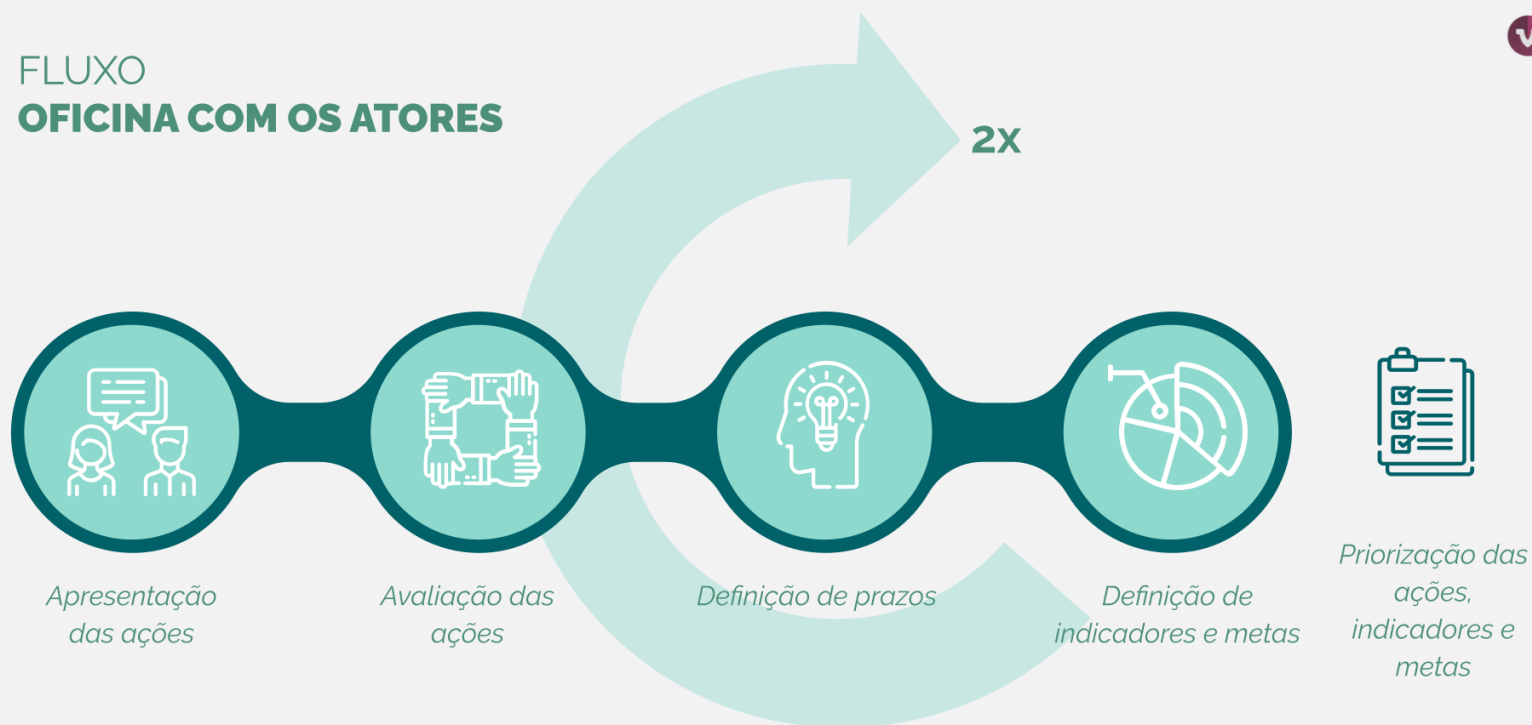 FLUXO
OFICINA COM OS ATORES
2x
Apresentação
das ações
Avaliação das
ações
Definição de prazos
Definição de
indicadores e metas
Priorização das
ações,
indicadores e
metas